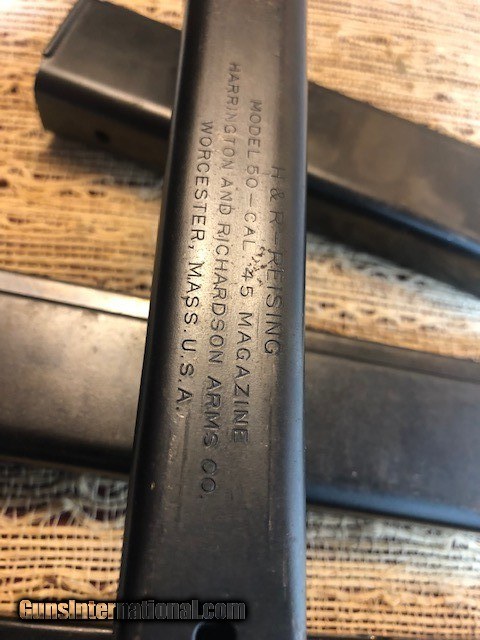 H & R REISING
MODEL 50 - CAL. .45 MAGAZINE
HARRINGTON AND RICHARDSON ARMS CO.
WORCESTER, MASS. U.S.A.
GunsInternational.com